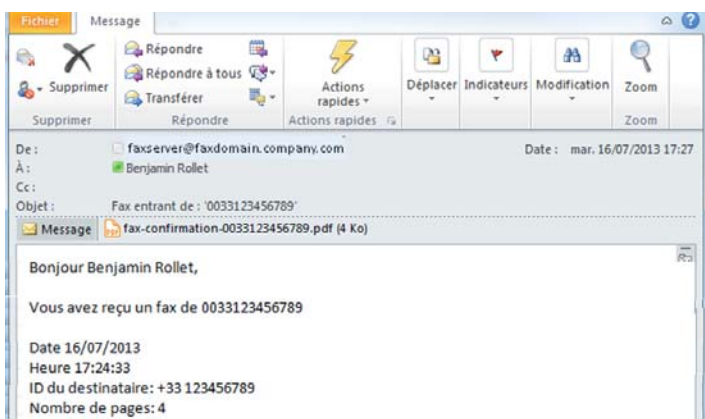 Fichier Message
Supprimer
Répondre
Répondre à tous
Transférer
Actions rapides
Déplacer
Indicateurs
Modification
Zoom
Supprimer Répondre Actions rapides Zoom
De : faxserver@faxdomain.company.com Date : mar. 16/07/2013 17:27
À : Benjamin Rollet
Cc :
Objet : Fax entrant de : '0033123456789'
Message fax-confirmation-0033123456789.pdf (4 Ko)
Bonjour Benjamin Rollet,
Vous avez reçu un fax de 0033123456789
Date 16/07/2013
Heure 17:24:33
ID du destinataire: +33 123456789
Nombre de pages: 4